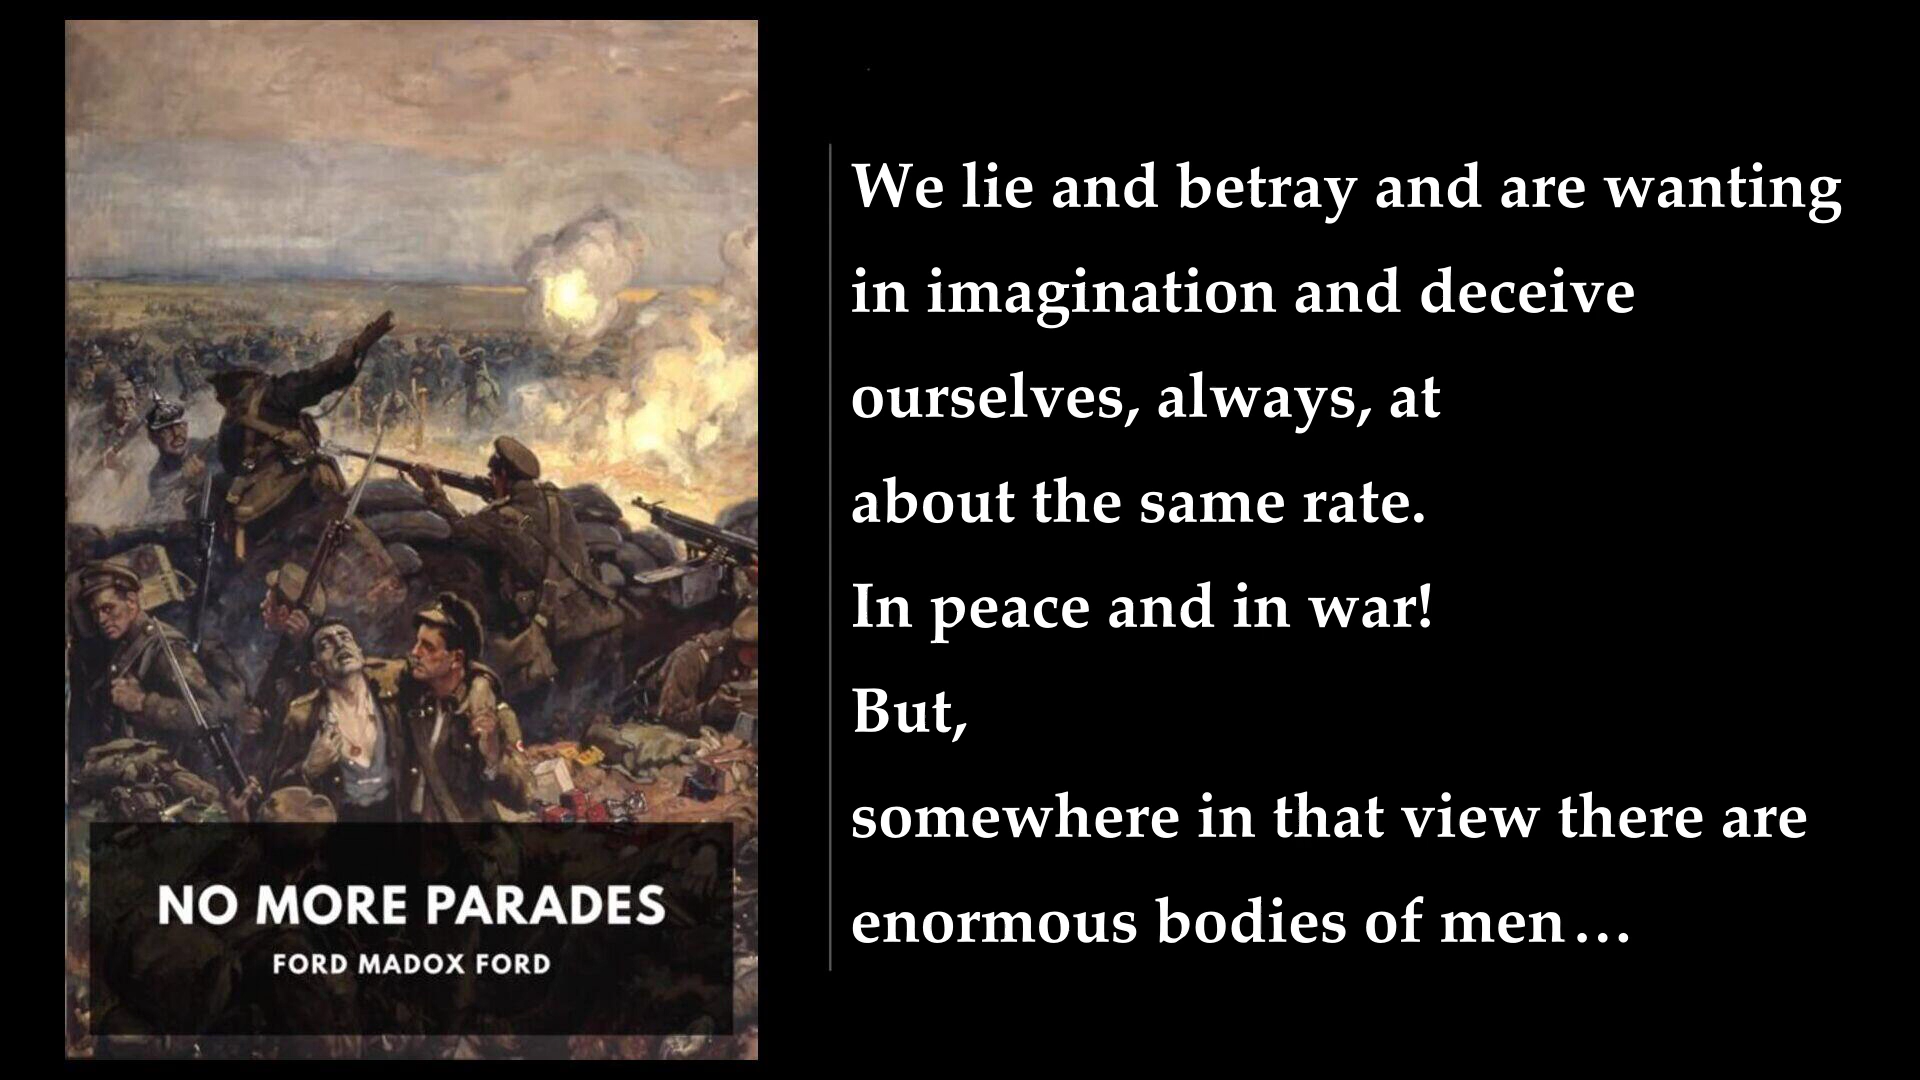 We lie and betray and are wanting
in imagination and deceive
ourselves, always, at
about the same rate.
In peace and in war!
But,
somewhere in that view there are
enormous bodies of men…
NO MORE PARADES
FORD MADOX FORD